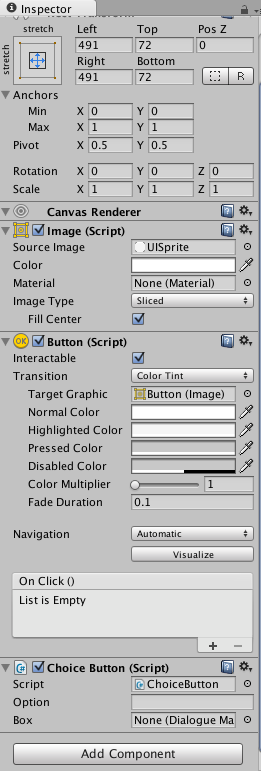 Inspector
stretch
stretch
Left Top Pos Z
491 72 0
Right Bottom
491 72 R
Anchors
Min X 0 Y 0
Max X 1 Y 1
Pivot X 0.5 Y 0.5
Rotation X 0 Y 0 Z 0
Scale X 1 Y 1 Z 1
Canvas Renderer
Image (Script)
Source Image UISprite
Color
Material None (Material)
Image Type Sliced
Fill Center
OK Button (Script)
Interactable
Transition Color Tint
Target Graphic Button (Image)
Normal Color
Highlighted Color
Pressed Color
Disabled Color
Color Multiplier 1
Fade Duration 0.1
Navigation Automatic
Visualize
On Click ()
List is Empty
+ −
C# Choice Button (Script)
Script ChoiceButton
Option
Box None (Dialogue Ma
Add Component